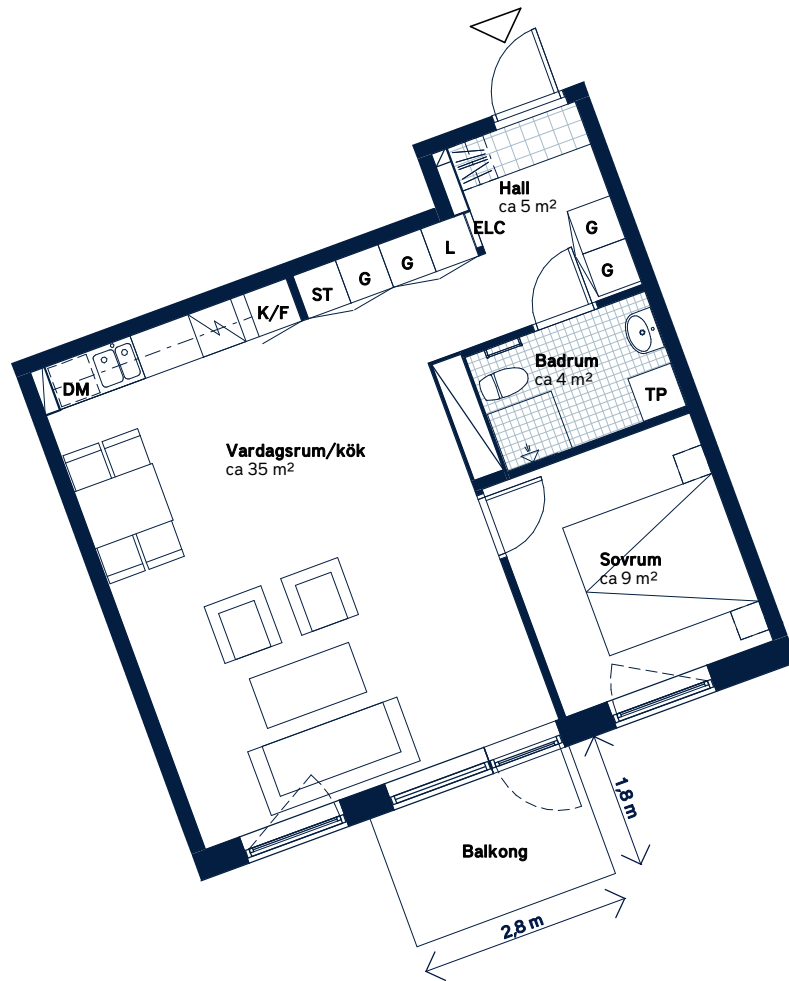 Hall
ca 5 m²
ELC
G
G
L
G
G
ST
K/F
DM
Badrum
ca 4 m²
TP
Vardagsrum/kök
ca 35 m²
Sovrum
ca 9 m²
1,8 m
Balkong
2,8 m